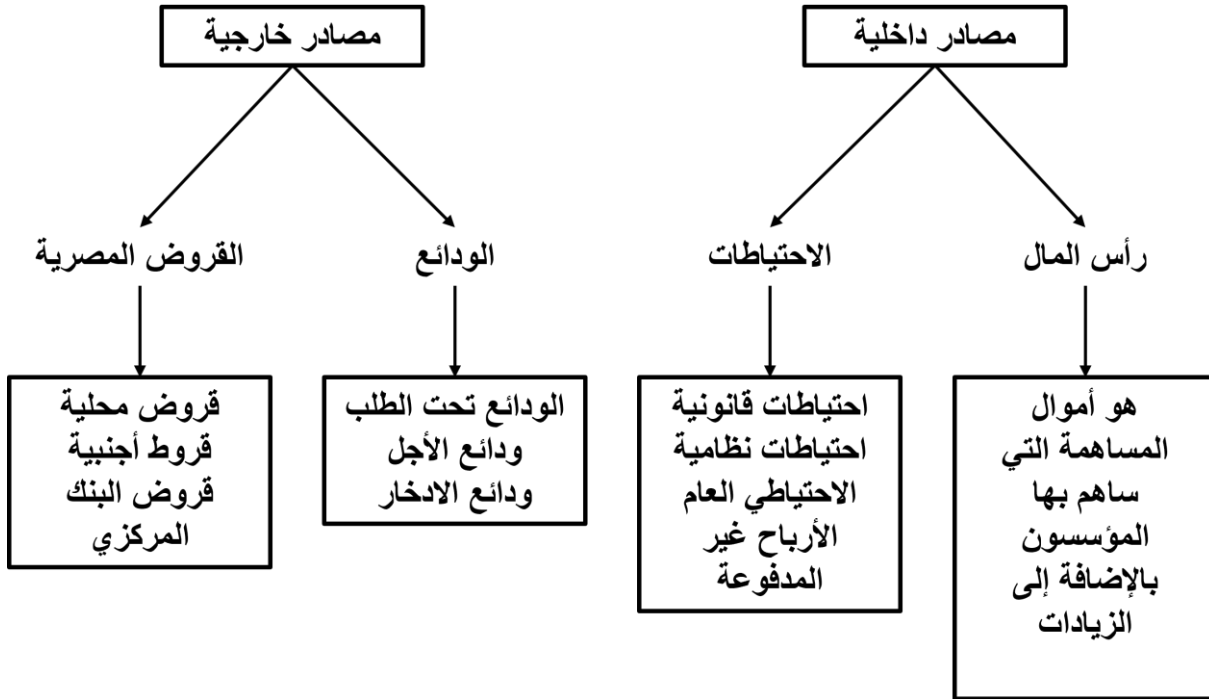 مصادر داخلية
مصادر خارجية
رأس المال
الاحتياطات
الودائع
القروض المصرية
هو أموال
المساهمة التي
ساهم بها
المؤسسون
بالإضافة إلى
الزيادات
احتياطات قانونية
احتياطات نظامية
الاحتياطي العام
الأرباح غير
المدفوعة
الودائع تحت الطلب
ودائع الأجل
ودائع الادخار
قروض محلية
قروط أجنبية
قروض البنك
المركزي